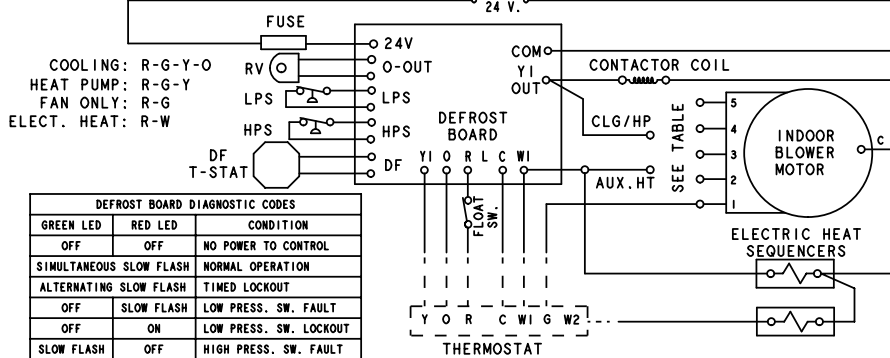 24 V.
FUSE
24V
COOLING: R-G-Y-O
HEAT PUMP: R-G-Y
FAN ONLY: R-G
ELECT. HEAT: R-W
RV
O-OUT
LPS
LPS
HPS
HPS
DF
T-STAT
DF
DEFROST
BOARD
COM
Y1
OUT
Y1 O R L C W1
CONTACTOR COIL
CLG/HP
AUX.HT
SEE TABLE
5
4
3
2
1
INDOOR
BLOWER
MOTOR
C
FLOAT
SW.
ELECTRIC HEAT
SEQUENCERS
Y O R C W1 G W2
THERMOSTAT
DEFROST BOARD DIAGNOSTIC CODES
GREEN LED RED LED CONDITION
OFF OFF NO POWER TO CONTROL
SIMULTANEOUS SLOW FLASH NORMAL OPERATION
ALTERNATING SLOW FLASH TIMED LOCKOUT
OFF SLOW FLASH LOW PRESS. SW. FAULT
OFF ON LOW PRESS. SW. LOCKOUT
SLOW FLASH OFF HIGH PRESS. SW. FAULT